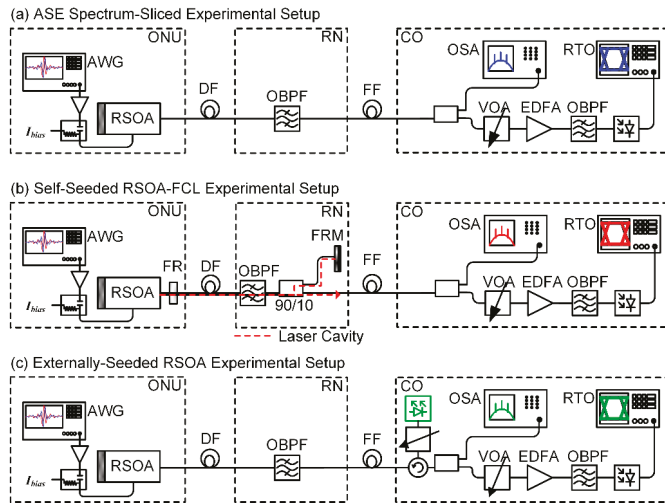 (a) ASE Spectrum-Sliced Experimental Setup
ONU
RN
CO
AWG
OSA
RTO
DF
FF
OBPF
RSOA
VOA EDFA OBPF
Ibias
(b) Self-Seeded RSOA-FCL Experimental Setup
ONU
RN
CO
AWG
FRM
OSA
RTO
FR
DF
OBPF
FF
RSOA
VOA EDFA OBPF
90/10
Ibias
Laser Cavity
(c) Externally-Seeded RSOA Experimental Setup
ONU
RN
CO
AWG
OSA
RTO
DF
FF
OBPF
RSOA
VOA EDFA OBPF
Ibias